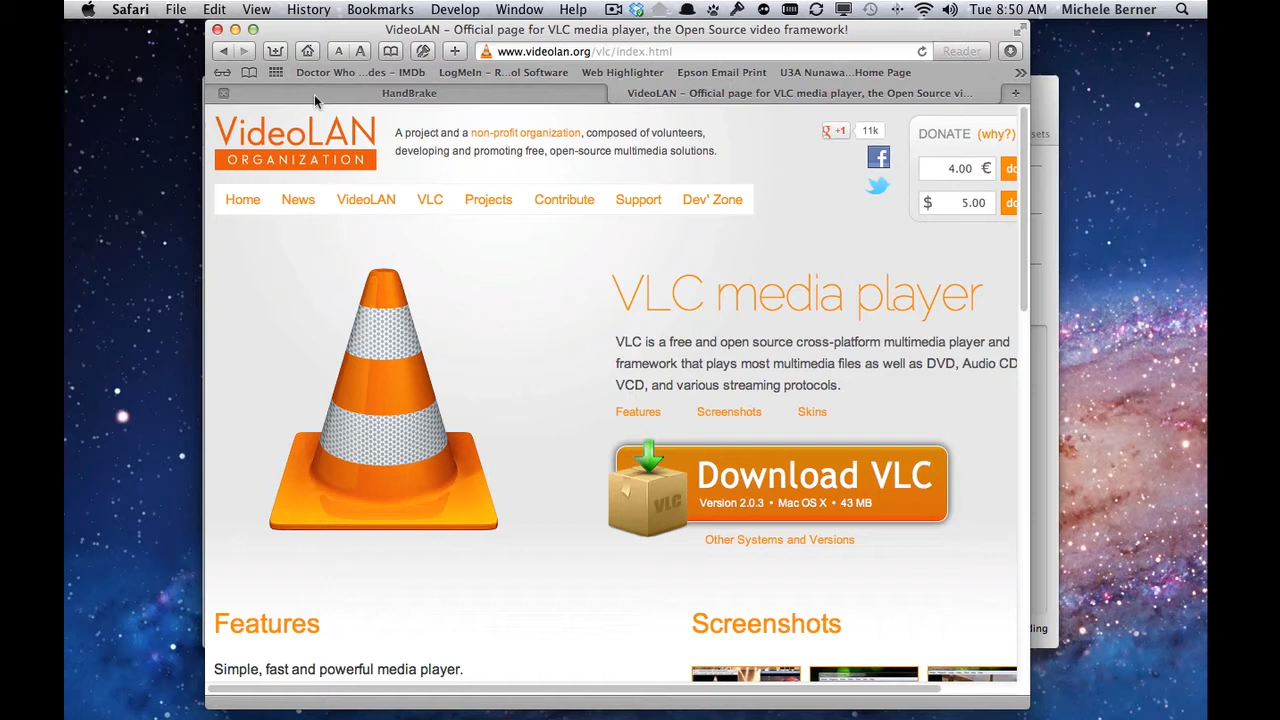 Safari File Edit View History Bookmarks Develop Window Help Tue 8:50 AM Michele Berner
VideoLAN – Official page for VLC media player, the Open Source video framework!
A A www.videolan.org/vlc/index.html Reader
Doctor Who ...des – IMDb LogMeIn – R...ol Software Web Highlighter Epson Email Print U3A Nunawa...Home Page
HandBrake VideoLAN – Official page for VLC media player, the Open Source vi...
VideoLAN
ORGANIZATION
A project and a non-profit organization, composed of volunteers,
developing and promoting free, open-source multimedia solutions.
g +1 11k
f
DONATE (why?)
4.00 € do
$ 5.00 do
sets
Home News VideoLAN VLC Projects Contribute Support Dev' Zone
VLC media player
VLC is a free and open source cross-platform multimedia player and
framework that plays most multimedia files as well as DVD, Audio CD
VCD, and various streaming protocols.
Features Screenshots Skins
VLC
Download VLC
Version 2.0.3 • Mac OS X • 43 MB
Other Systems and Versions
Features
Simple, fast and powerful media player.
Screenshots
ding